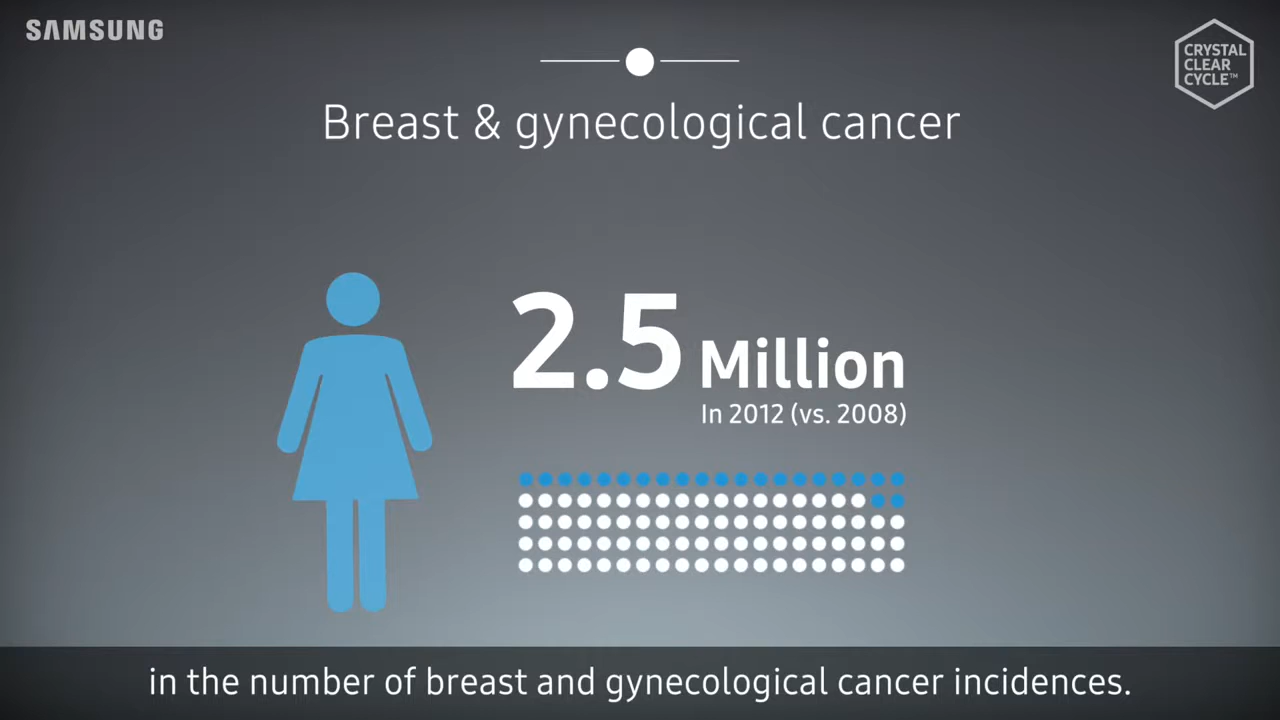 SAMSUNG
CRYSTAL
CLEAR
CYCLE™
Breast & gynecological cancer
2.5 Million
In 2012 (vs. 2008)
in the number of breast and gynecological cancer incidences.